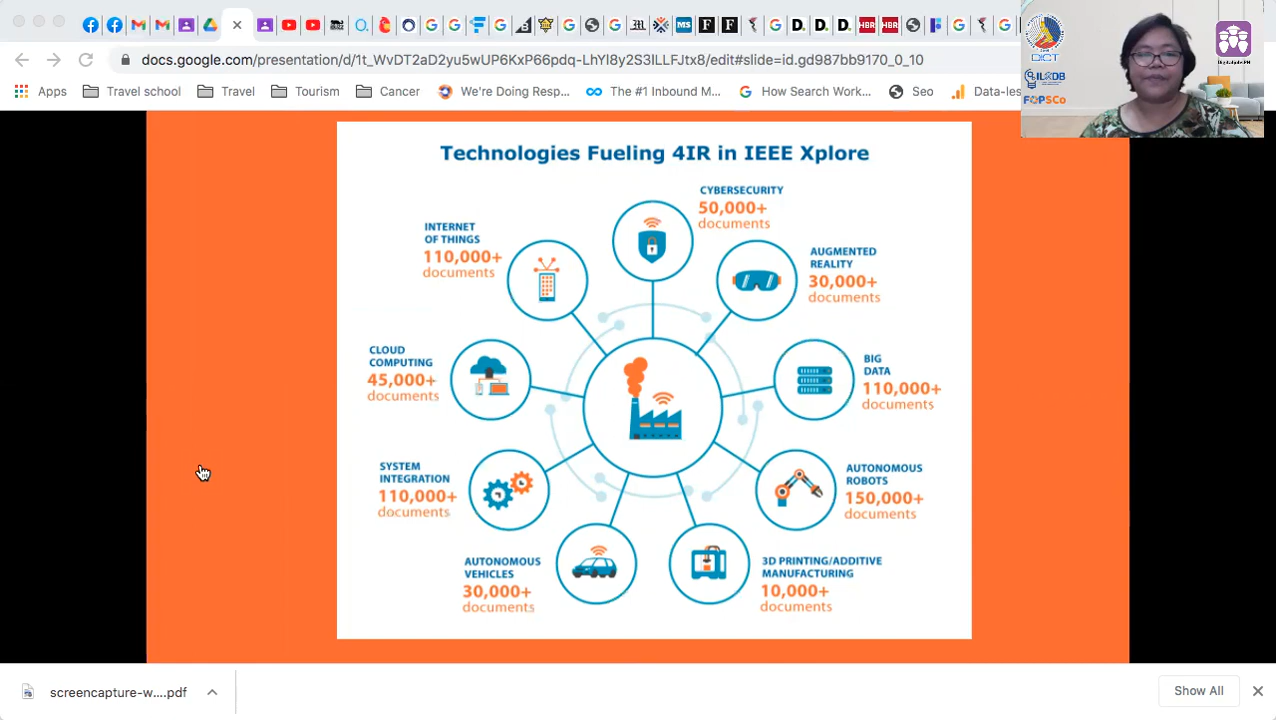 docs.google.com/presentation/d/1t_WvDT2aD2yu5wUP6KxP66pdq-LhYI8y2S3ILLFJtx8/edit#slide=id.gd987bb9170_0_10
Apps Travel school Travel Tourism Cancer We're Doing Resp... The #1 Inbound M... How Search Work... Seo Data-les
DICT
ILCDB
digitaljobsPH
Technologies Fueling 4IR in IEEE Xplore
CYBERSECURITY
50,000+
documents
INTERNET
OF THINGS
110,000+
documents
AUGMENTED
REALITY
30,000+
documents
CLOUD
COMPUTING
45,000+
documents
BIG
DATA
110,000+
documents
SYSTEM
INTEGRATION
110,000+
documents
AUTONOMOUS
ROBOTS
150,000+
documents
AUTONOMOUS
VEHICLES
30,000+
documents
3D PRINTING/ADDITIVE
MANUFACTURING
10,000+
documents
screencapture-w....pdf
Show All